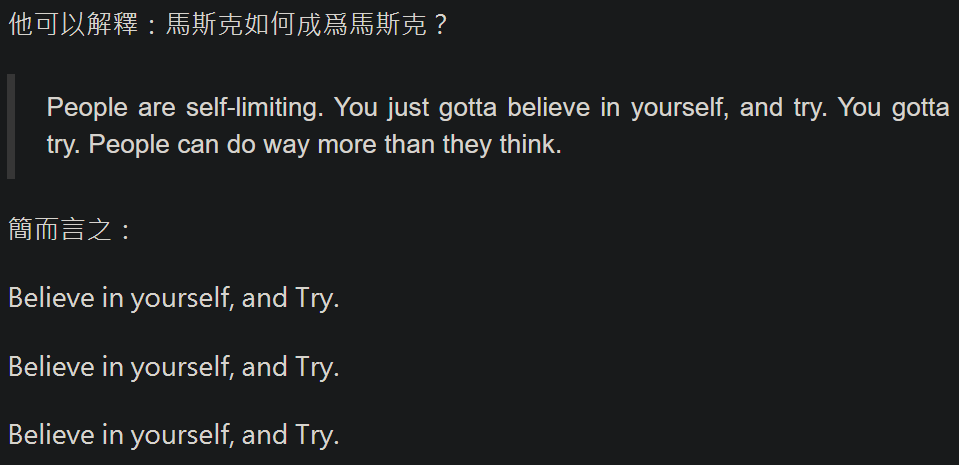 他可以解釋：馬斯克如何成爲馬斯克？
People are self-limiting. You just gotta believe in yourself, and try. You gotta
try. People can do way more than they think.
簡而言之：
Believe in yourself, and Try.
Believe in yourself, and Try.
Believe in yourself, and Try.